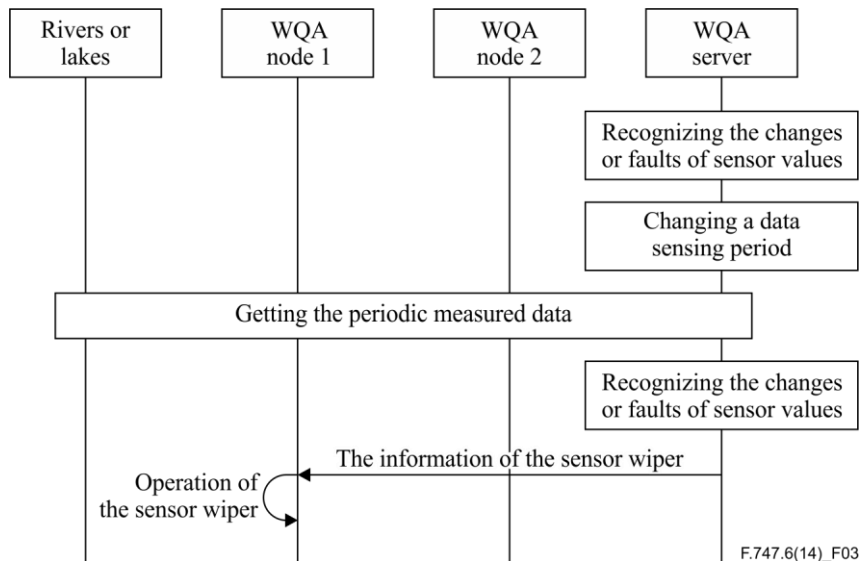 Rivers or
lakes
WQA
node 1
WQA
node 2
WQA
server
Recognizing the changes
or faults of sensor values
Changing a data
sensing period
Getting the periodic measured data
Recognizing the changes
or faults of sensor values
The information of the sensor wiper
Operation of
the sensor wiper
F.747.6(14)_F03